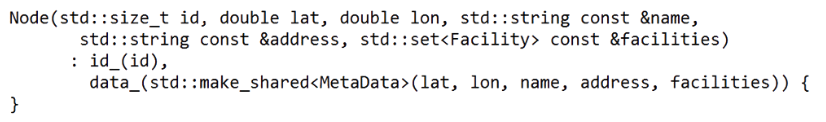 Node(std::size_t id, double lat, double lon, std::string const &name,
std::string const &address, std::set<Facility> const &facilities)
: id_(id),
data_(std::make_shared<MetaData>(lat, lon, name, address, facilities)) {
}